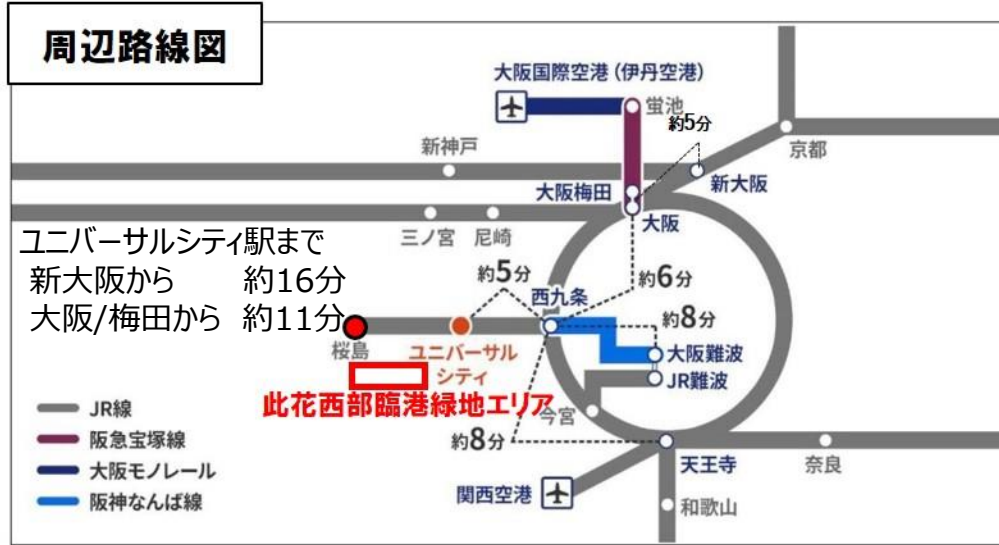 周辺路線図
大阪国際空港（伊丹空港）
蛍池
約5分
京都
新神戸
新大阪
大阪梅田
大阪
三ノ宮
尼崎
ユニバーサルシティ駅まで
新大阪から　約16分
大阪/梅田から　約11分
約5分
西九条
約6分
約8分
桜島
ユニバーサル
シティ
大阪難波
JR難波
此花西部臨港緑地エリア
今宮
約8分
天王寺
奈良
関西空港
和歌山
JR線
阪急宝塚線
大阪モノレール
阪神なんば線